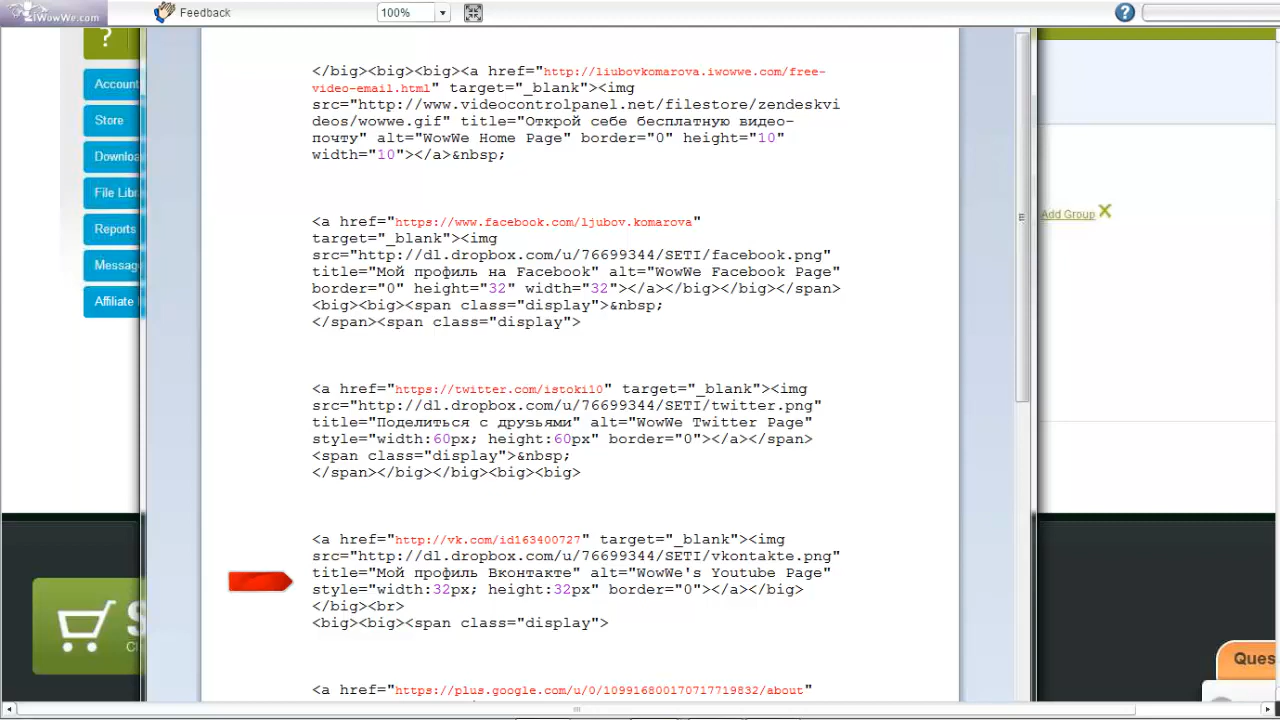 iWowWe.com
Feedback
100%
?
?
Account
Store
File Lib
Reports
Affiliate
Add Group
</big><big><big><a href="http://liubovkomarova.iwowwe.com/free-
video-email.html" target="_blank"><img
src="http://www.videocontrolpanel.net/filestore/zendeskvi
deos/wowwe.gif" title="Открой себе бесплатную видео-
почту" alt="WowWe Home Page" border="0" height="10"
width="10"></a>&nbsp;
<a href="https://www.facebook.com/ljubov.komarova"
target="_blank"><img
src="http://dl.dropbox.com/u/76699344/SETI/facebook.png"
title="Мой профиль на Facebook" alt="WowWe Facebook Page"
border="0" height="32" width="32"></a></big></big></span>
<big><big><span class="display">&nbsp;
</span><span class="display">
<a href="https://twitter.com/istoki10" target="_blank"><img
src="http://dl.dropbox.com/u/76699344/SETI/twitter.png"
title="Поделиться с друзьями" alt="WowWe Twitter Page"
style="width:60px; height:60px" border="0"></a></span>
<span class="display">&nbsp;
</span></big></big><big><big>
<a href="http://vk.com/id163400727" target="_blank"><img
src="http://dl.dropbox.com/u/76699344/SETI/vkontakte.png"
title="Мой профиль Вконтакте" alt="WowWe's Youtube Page"
style="width:32px; height:32px" border="0"></a></big>
</big><br>
<big><big><span class="display">
<a href="https://plus.google.com/u/0/109916800170717719832/about"
Ques